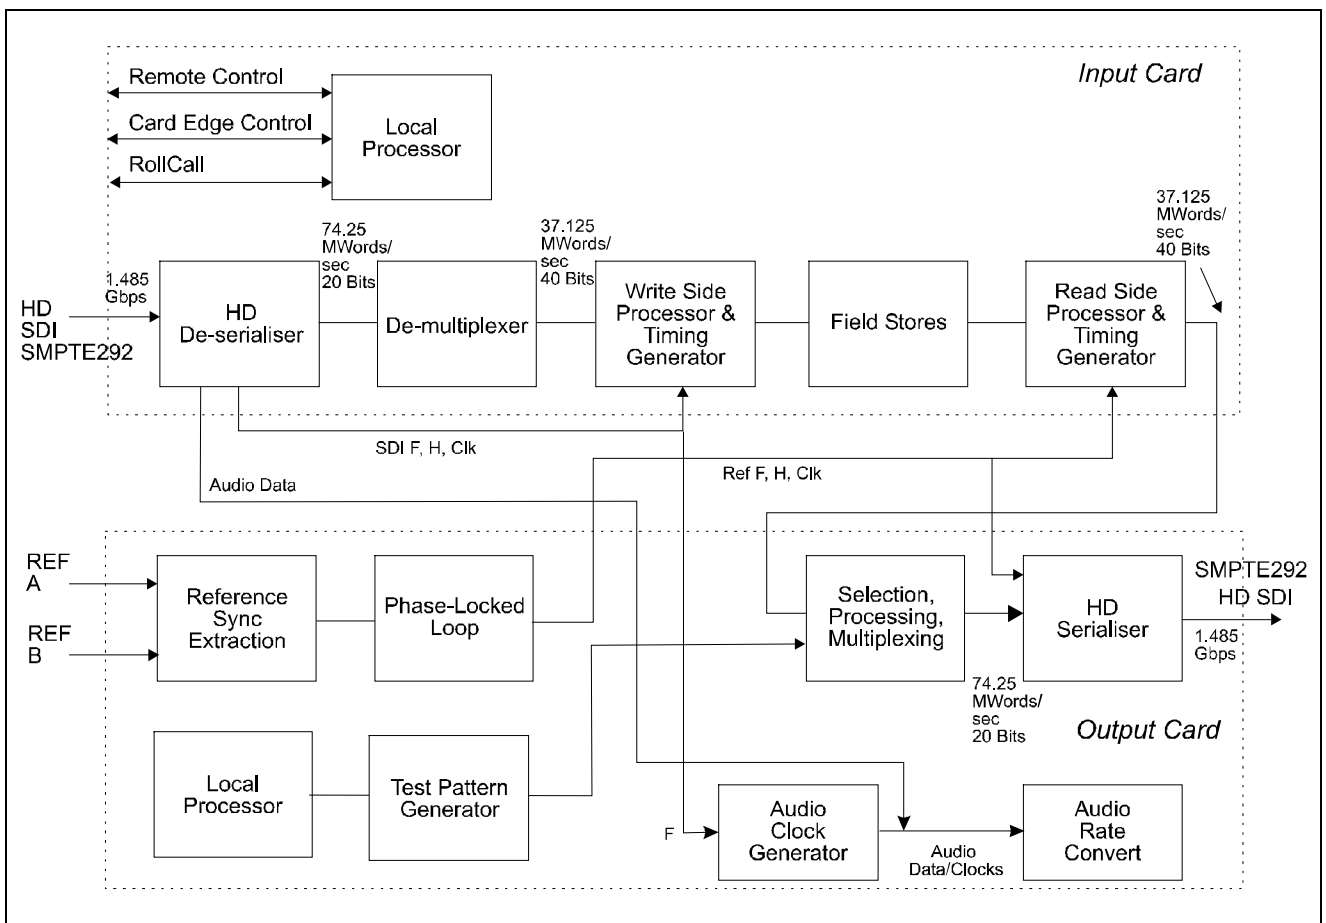 Input Card
Remote Control
Card Edge Control
RollCall
Local
Processor
37.125
MWords/
sec
40 Bits
74.25
MWords/
sec
20 Bits
37.125
MWords/
sec
40 Bits
1.485
Gbps
HD
SDI
SMPTE292
HD
De-serialiser
De-multiplexer
Write Side
Processor &
Timing
Generator
Field Stores
Read Side
Processor &
Timing
Generator
SDI F, H, Clk
Ref F, H, Clk
Audio Data
REF
A
REF
B
Reference
Sync
Extraction
Phase-Locked
Loop
Selection,
Processing,
Multiplexing
HD
Serialiser
SMPTE292
HD SDI
1.485
Gbps
74.25
MWords/
sec
20 Bits
Output Card
Local
Processor
Test Pattern
Generator
F
Audio
Clock
Generator
Audio
Data/Clocks
Audio
Rate
Convert